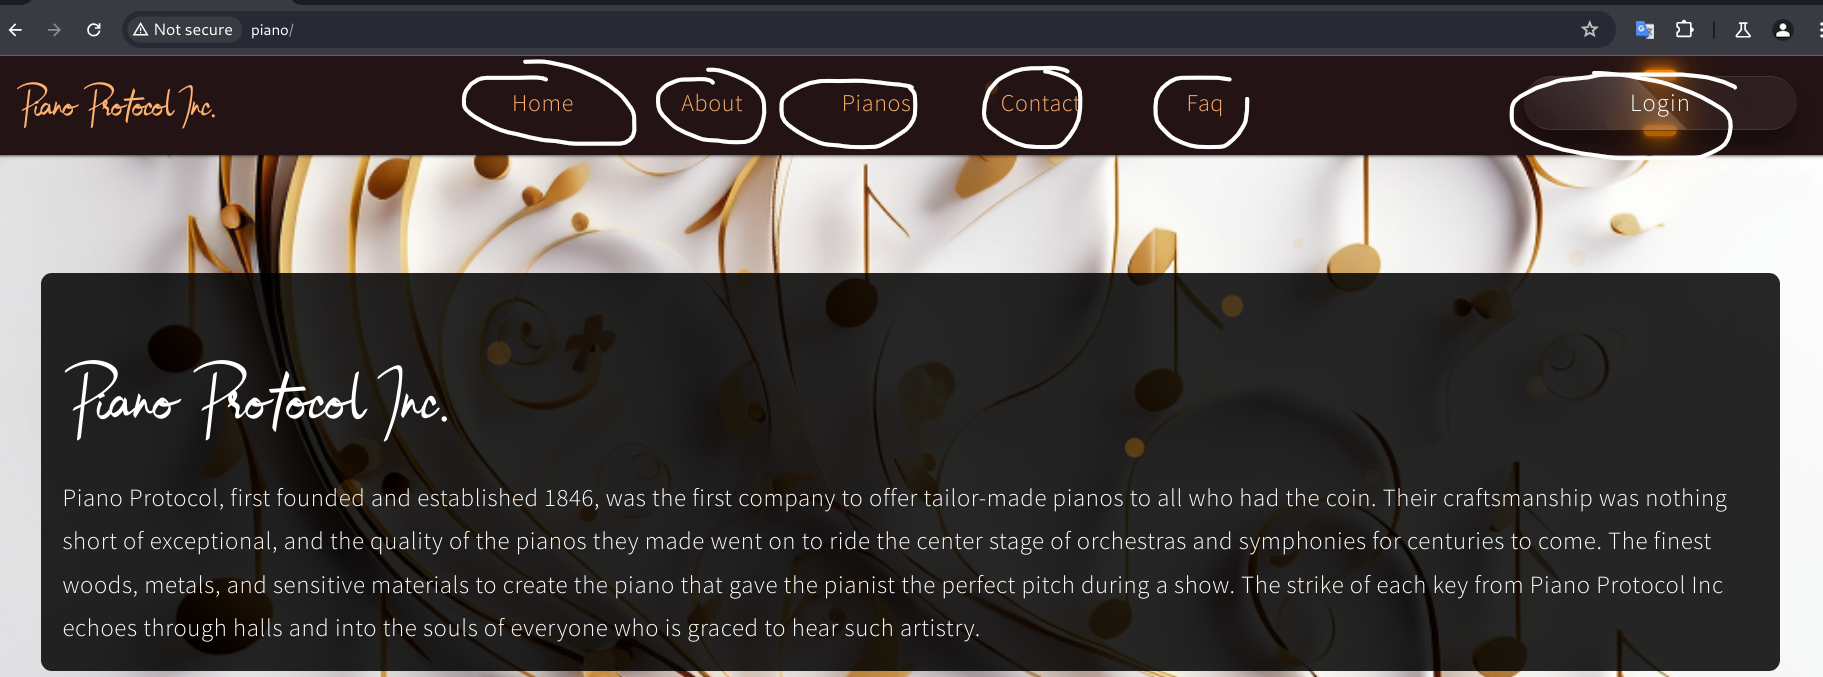 Not secure piano/
Piano Protocol Inc. Home About Pianos Contact Faq Login
Piano Protocol Inc.
Piano Protocol, first founded and established 1846, was the first company to offer tailor-made pianos to all who had the coin. Their craftsmanship was nothing
short of exceptional, and the quality of the pianos they made went on to ride the center stage of orchestras and symphonies for centuries to come. The finest
woods, metals, and sensitive materials to create the piano that gave the pianist the perfect pitch during a show. The strike of each key from Piano Protocol Inc
echoes through halls and into the souls of everyone who is graced to hear such artistry.